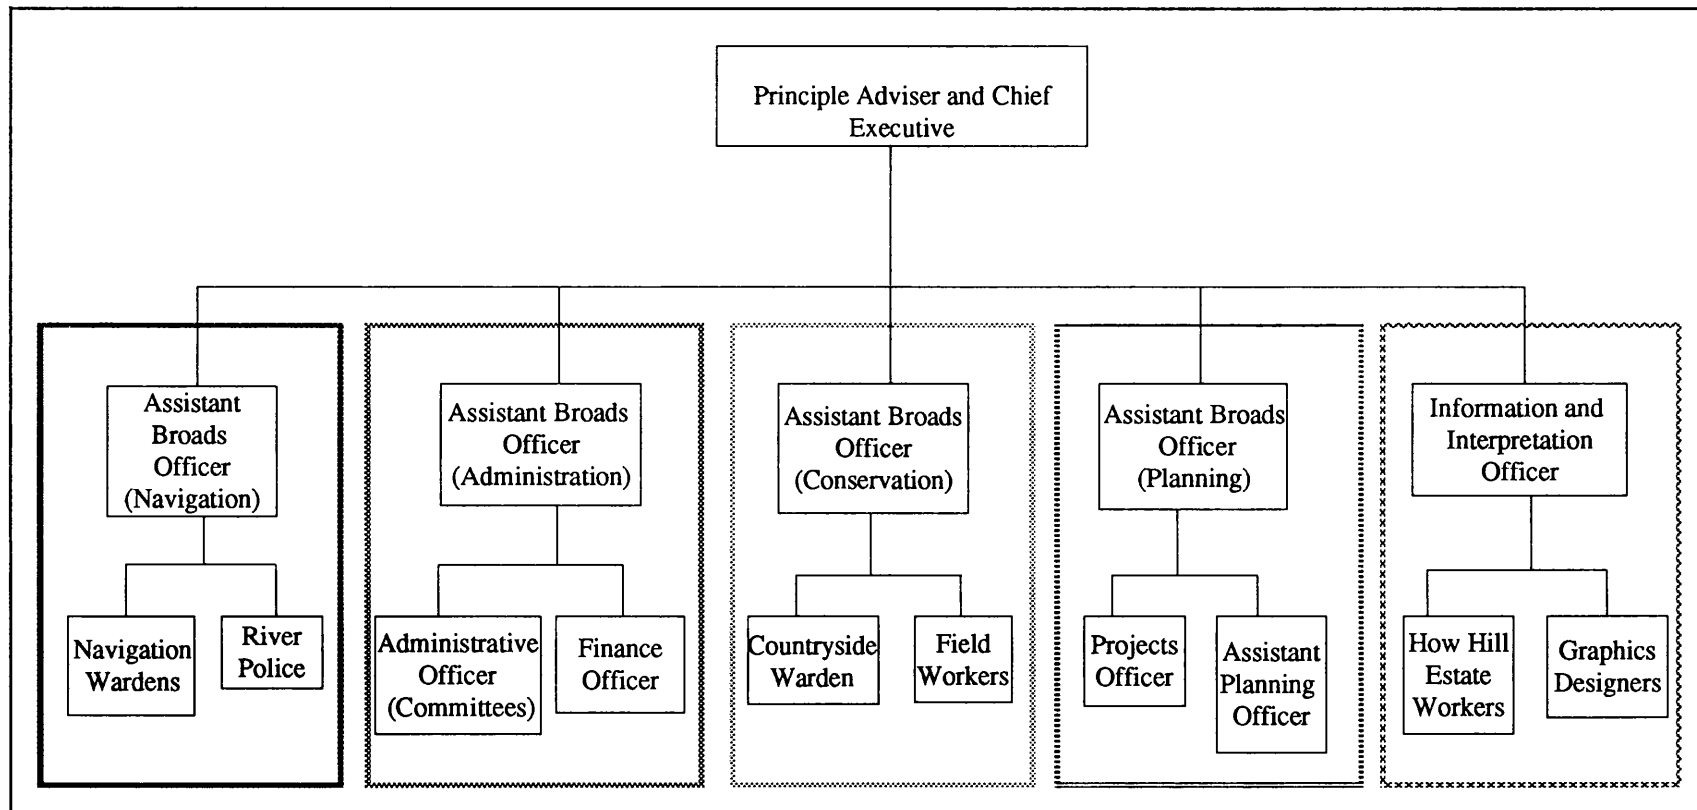 Principle Adviser and Chief
Executive
Assistant
Broads
Officer
(Navigation)
Assistant Broads
Officer
(Administration)
Assistant Broads
Officer
(Conservation)
Assistant Broads
Officer
(Planning)
Information and
Interpretation
Officer
Navigation
Wardens
River
Police
Administrative
Officer
(Committees)
Finance
Officer
Countryside
Warden
Field
Workers
Projects
Officer
Assistant
Planning
Officer
How Hill
Estate
Workers
Graphics
Designers